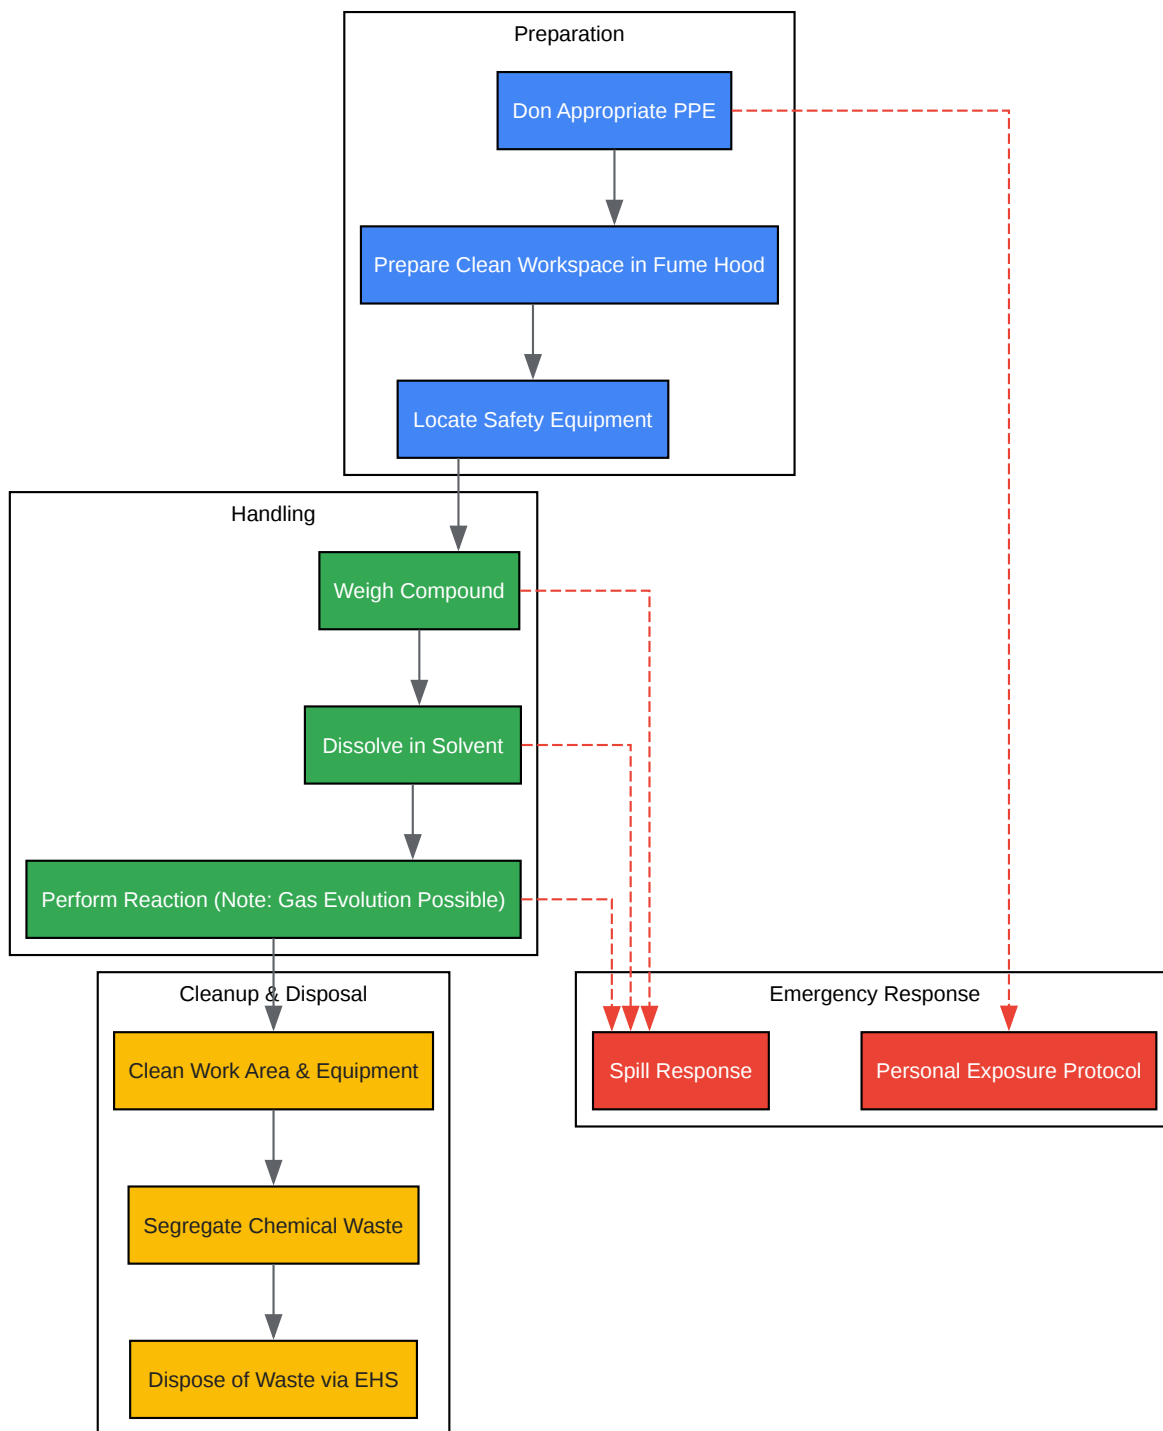 Preparation
Don Appropriate PPE
Prepare Clean Workspace in Fume Hood
Locate Safety Equipment
Handling
Weigh Compound
Dissolve in Solvent
Perform Reaction (Note: Gas Evolution Possible)
Cleanup & Disposal
Clean Work Area & Equipment
Segregate Chemical Waste
Dispose of Waste via EHS
Emergency Response
Spill Response
Personal Exposure Protocol